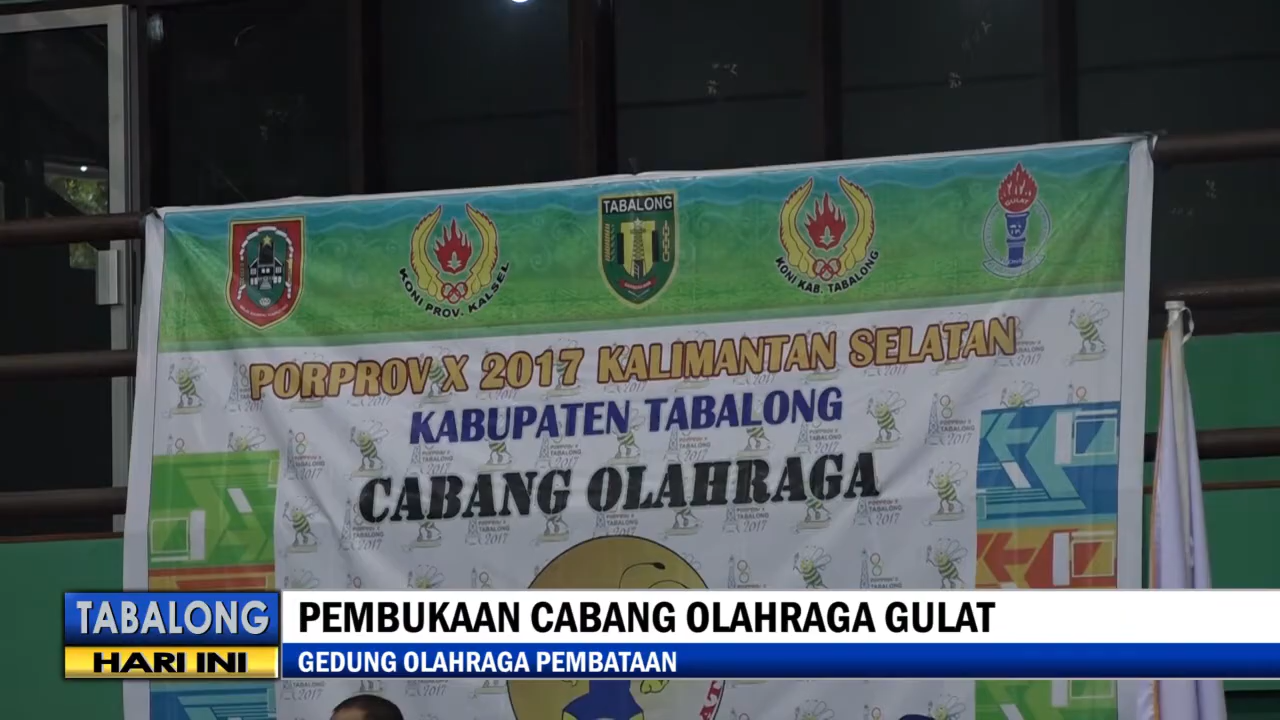 TABALONG
KONI PROV. KALSEL
KONI KAB. TABALONG
GULAT
PORPROV X 2017 KALIMANTAN SELATAN
KABUPATEN TABALONG
CABANG OLAHRAGA
TABALONG
HARI INI
PEMBUKAAN CABANG OLAHRAGA GULAT
GEDUNG OLAHRAGA PEMBATAAN